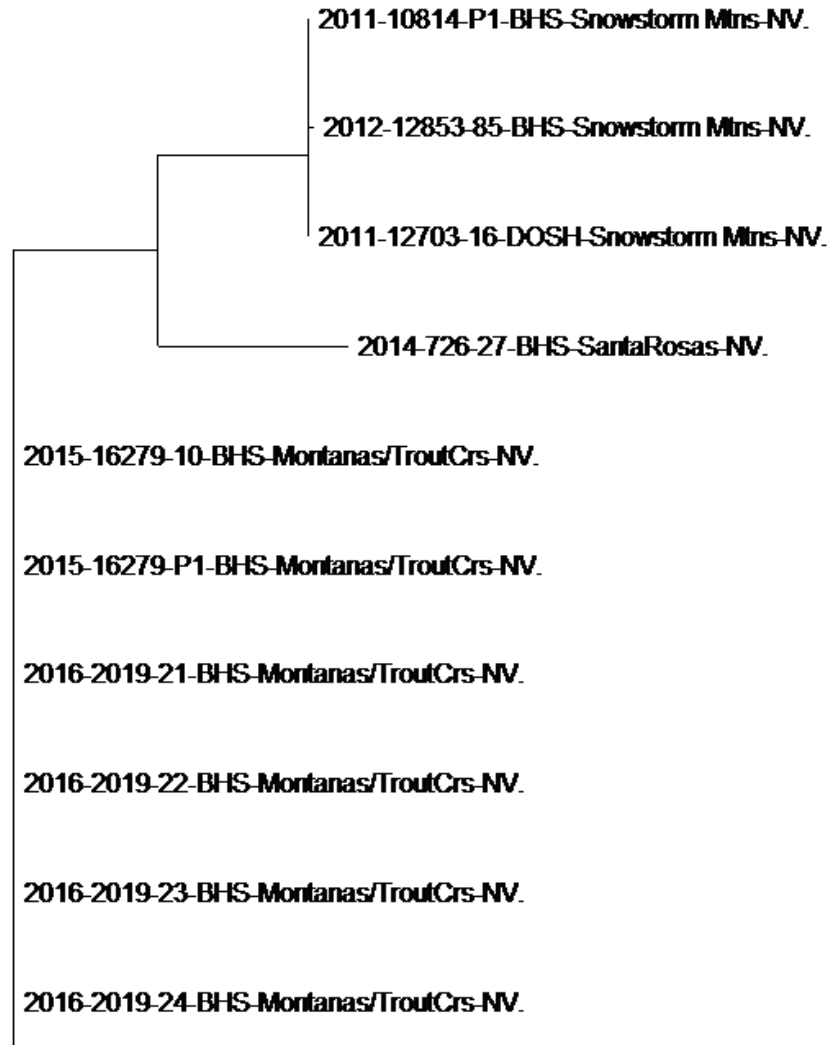 2011-10814-P1-BHS-Snowstorm Mtns-NV.
2012-12853-85-BHS-Snowstorm Mtns-NV.
2011-12703-16-DOSH-Snowstorm Mtns-NV.
2014-726-27-BHS-SantaRosas-NV.
2015-16279-10-BHS-Montanas/TroutCrs-NV.
2015-16279-P1-BHS-Montanas/TroutCrs-NV.
2016-2019-21-BHS-Montanas/TroutCrs-NV.
2016-2019-22-BHS-Montanas/TroutCrs-NV.
2016-2019-23-BHS-Montanas/TroutCrs-NV.
2016-2019-24-BHS-Montanas/TroutCrs-NV.